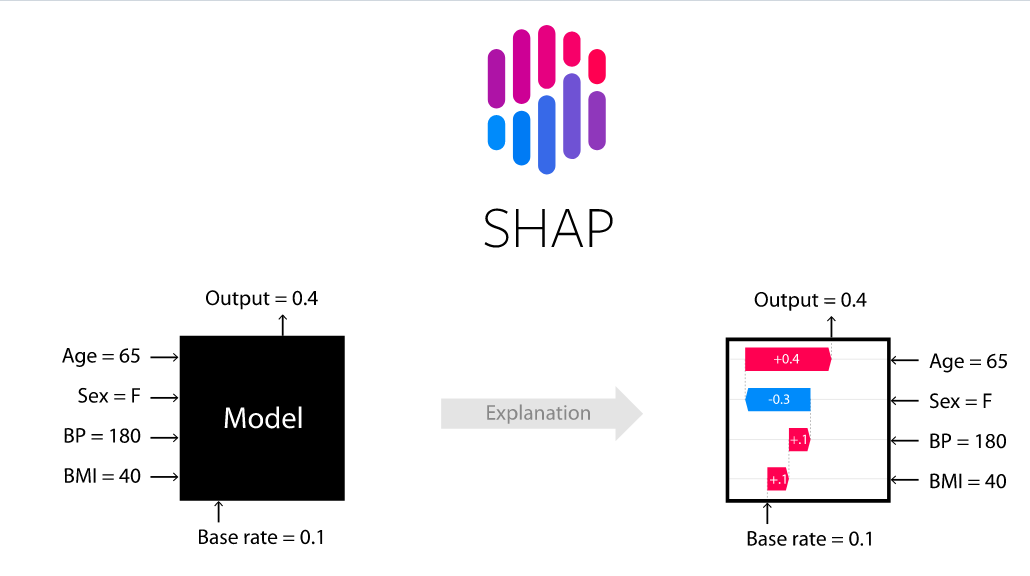 SHAP
Output = 0.4
Age = 65
Sex = F
BP = 180
BMI = 40
Model
Base rate = 0.1
Explanation
Output = 0.4
+0.4
Age = 65
-0.3
Sex = F
+.1
BP = 180
+.1
BMI = 40
Base rate = 0.1